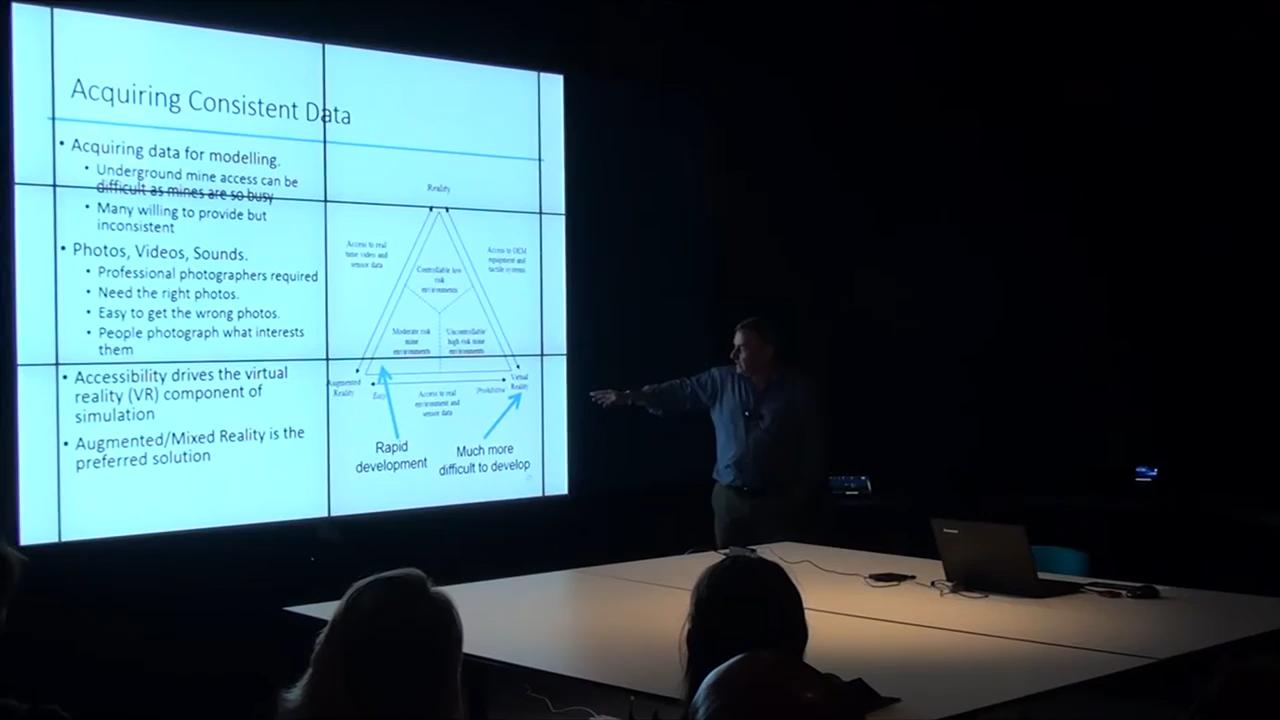 Acquiring Consistent Data
• Acquiring data for modelling.
• Underground mine access can be
difficult as mines are so busy
• Many willing to provide but
inconsistent
• Photos, Videos, Sounds.
• Professional photographers required
• Need the right photos.
• Easy to get the wrong photos.
• People photograph what interests
them
• Accessibility drives the virtual
reality (VR) component of
simulation
• Augmented/Mixed Reality is the
preferred solution
Reality
Access to real
time video and
sensor data
Access to OEM
equipment and
tactile systems
Controllable low
risk
environments
Moderate risk
mine
environments
'Uncontrollable'
high risk mine
environments
Augmented
Reality
Easy
Access to real
environment and
sensor data
'Prohibitive'
Virtual
Reality
Rapid
development
Much more
difficult to develop